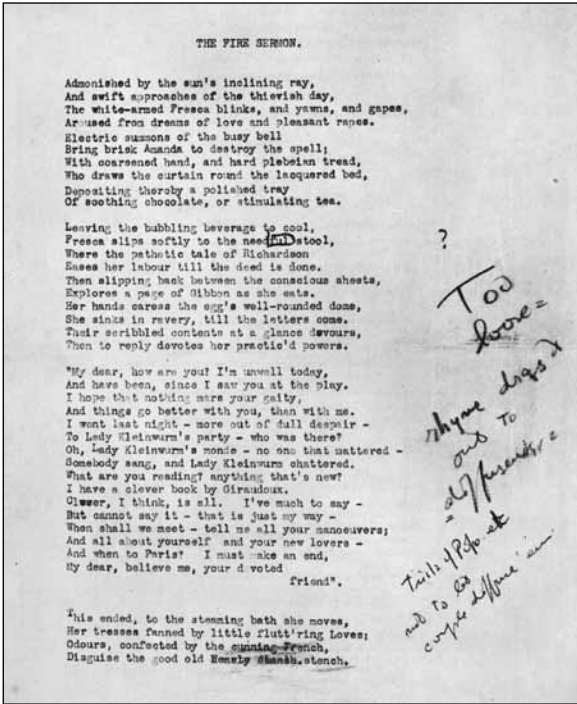 THE FIRE SERMON.
Admonished by the sun's inclining ray,
And swift approaches of the thievish day,
The white-armed Fresca blinks, and yawns, and gapes,
Aroused from dreams of love and pleasant rapes.
Electric summons of the busy bell
Bring brisk Amanda to destroy the spell;
With coarsened hand, and hard plebeian tread,
Who draws the curtain round the lacquered bed,
Depositing thereby a polished tray
Of soothing chocolate, or stimulating tea.
Leaving the bubbling beverage to cool,
Fresca slips softly to the needful stool,
Where the pathetic tale of Richardson
Eases her labour till the deed is done.
Then slipping back between the conscious sheets,
Explores a page of Gibbon as she eats.
Her hands caress the egg's well-rounded dome,
She sinks in revery, till the letters come.
Their scribbled contents at a glance devours,
Then to reply devotes her practic'd powers.
"My dear, how are you? I'm unwell today,
And have been, since I saw you at the play.
I hope that nothing mars your gaity,
And things go better with you, than with me.
I went last night - more out of dull despair -
To Lady Kleinwurm's party - who was there?
Oh, Lady Kleinwurm's monde - no one that mattered -
Somebody sang, and Lady Kleinwurm chattered.
What are you reading? anything that's new?
I have a clever book by Giraudoux.
Clever, I think, is all. I've much to say -
But cannot say it - that is just my way -
When shall we meet - tell me all your manoeuvers;
And all about yourself and your new lovers -
And when to Paris? I must make an end,
My dear, believe me, your devoted
friend".
This ended, to the steaming bath she moves,
Her tresses fanned by little flutt'ring Loves;
Odours, confected by the cunning French,
Disguise the good old stench.
?
Too
loose
rhyme drags it
out to
diffuseness
not to let
couple diffuse 'em